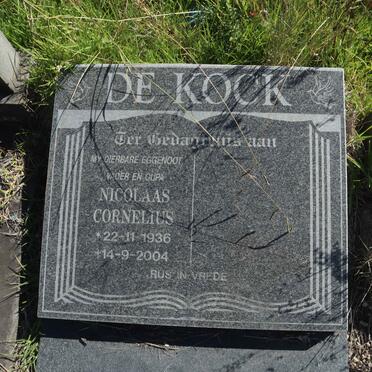 DE KOCK
Ter Gedagtenis aan
MY DIERBARE EGGENOOT
VADER EN OUPA
NICOLAAS
CORNELIUS
*22-11-1936
+14-9-2004
RUS IN VREDE